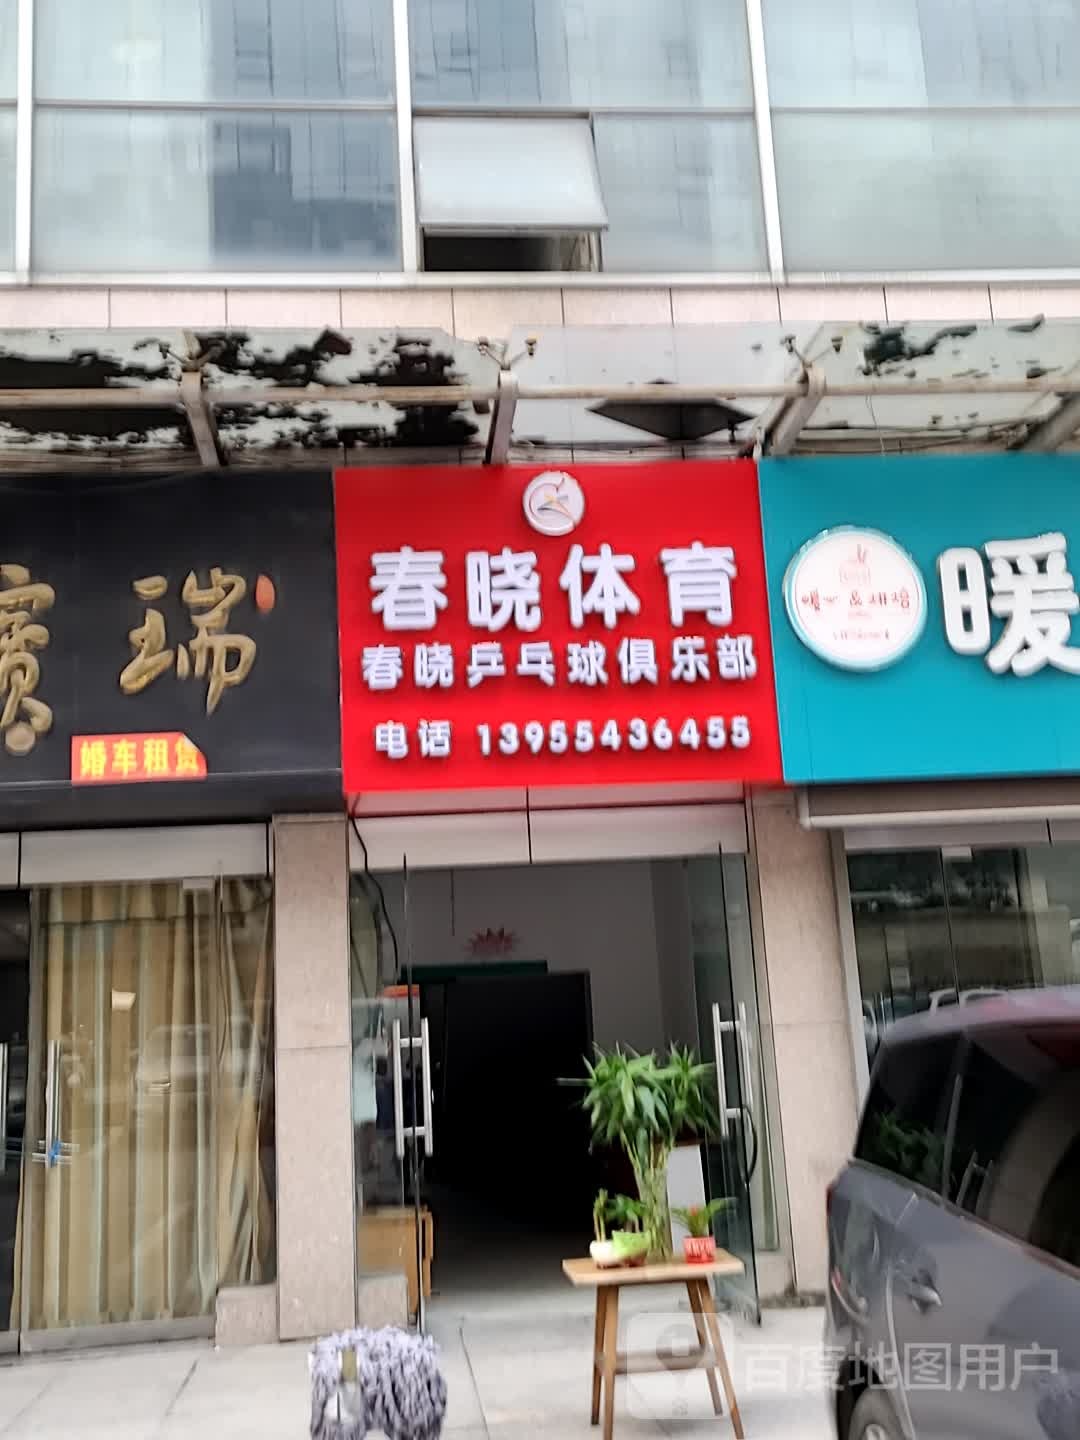 瑞
婚车租赁
春晓体育
春晓乒乓球俱乐部
电话 13955436455
暖
百度地图用户